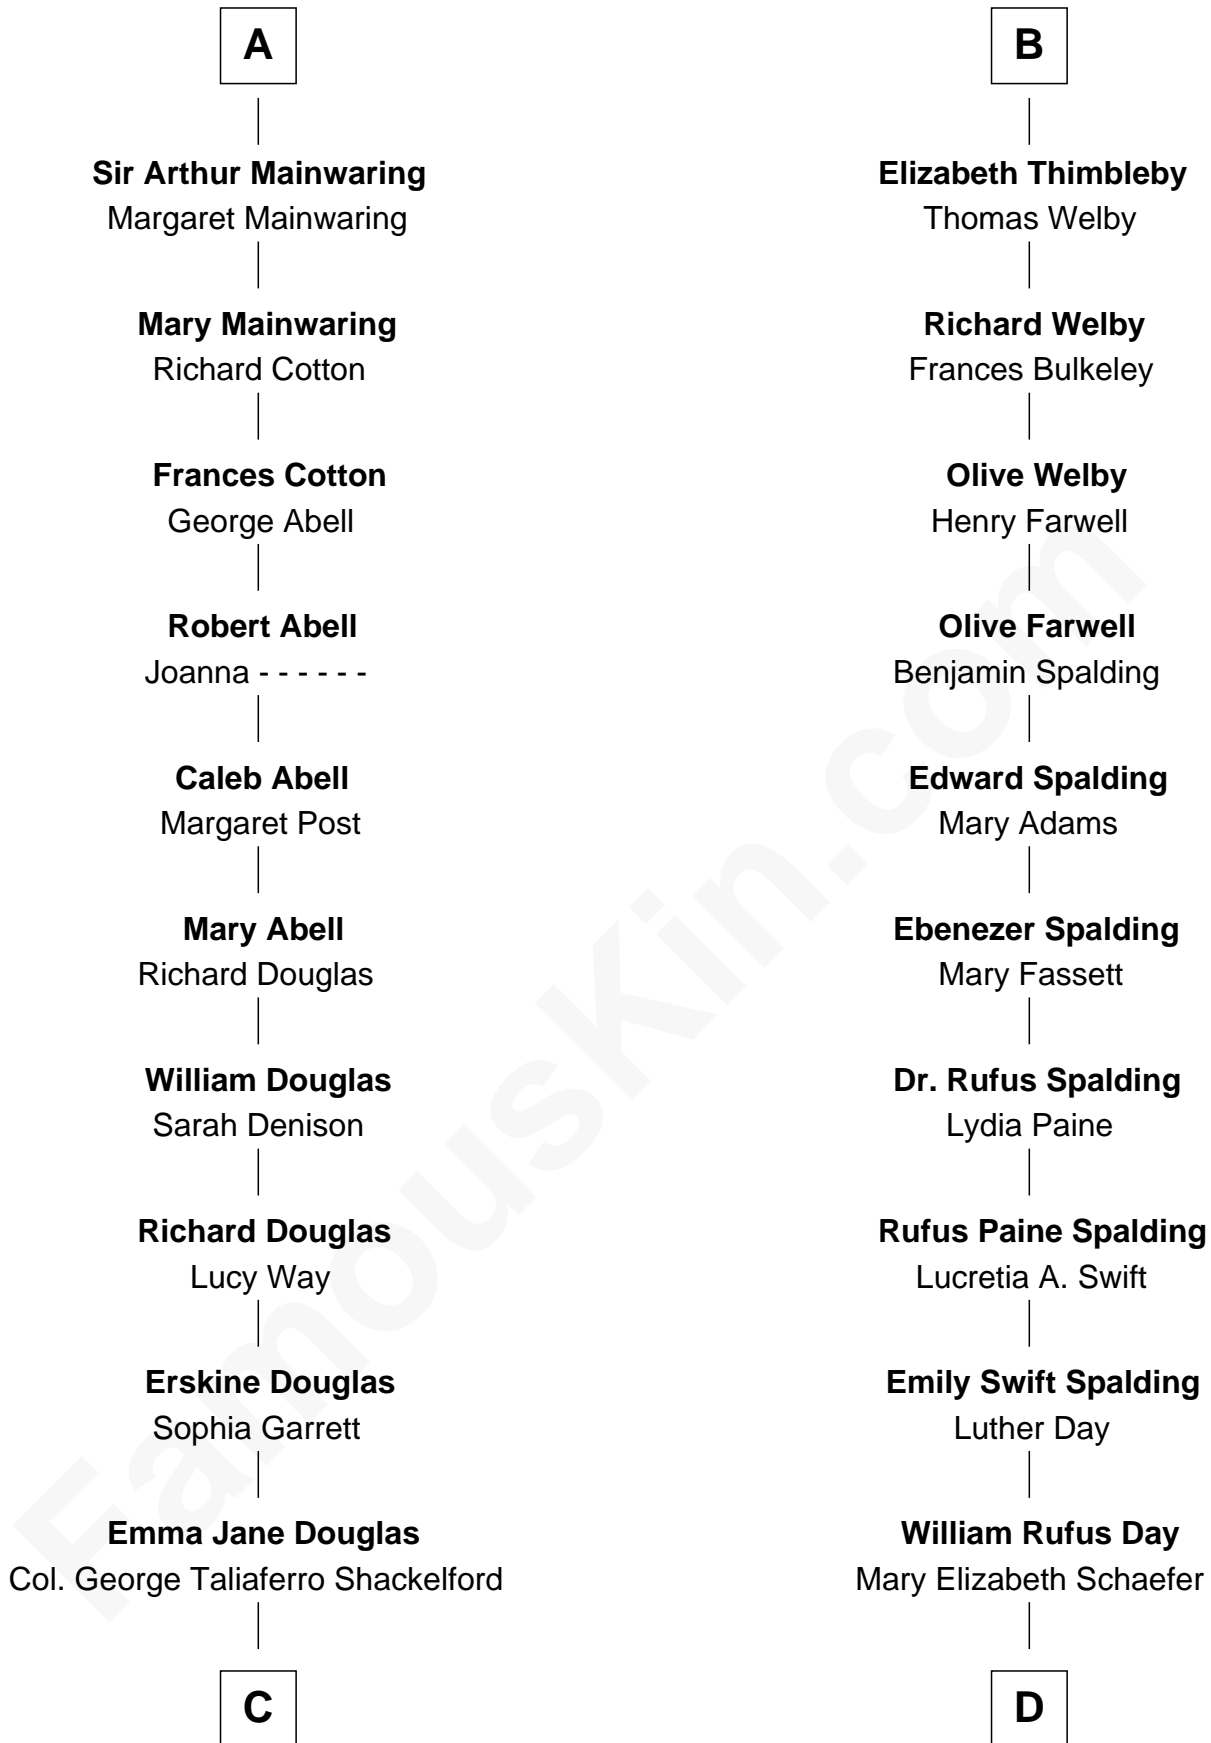 A
Sir Arthur Mainwaring
Margaret Mainwaring
Mary Mainwaring
Richard Cotton
Frances Cotton
George Abell
Robert Abell
Joanna - - - - - -
Caleb Abell
Margaret Post
Mary Abell
Richard Douglas
William Douglas
Sarah Denison
Richard Douglas
Lucy Way
Erskine Douglas
Sophia Garrett
Emma Jane Douglas
Col. George Taliaferro Shackelford
C
B
Elizabeth Thimbleby
Thomas Welby
Richard Welby
Frances Bulkeley
Olive Welby
Henry Farwell
Olive Farwell
Benjamin Spalding
Edward Spalding
Mary Adams
Ebenezer Spalding
Mary Fassett
Dr. Rufus Spalding
Lydia Paine
Rufus Paine Spalding
Lucretia A. Swift
Emily Swift Spalding
Luther Day
William Rufus Day
Mary Elizabeth Schaefer
D
FamousKin.com